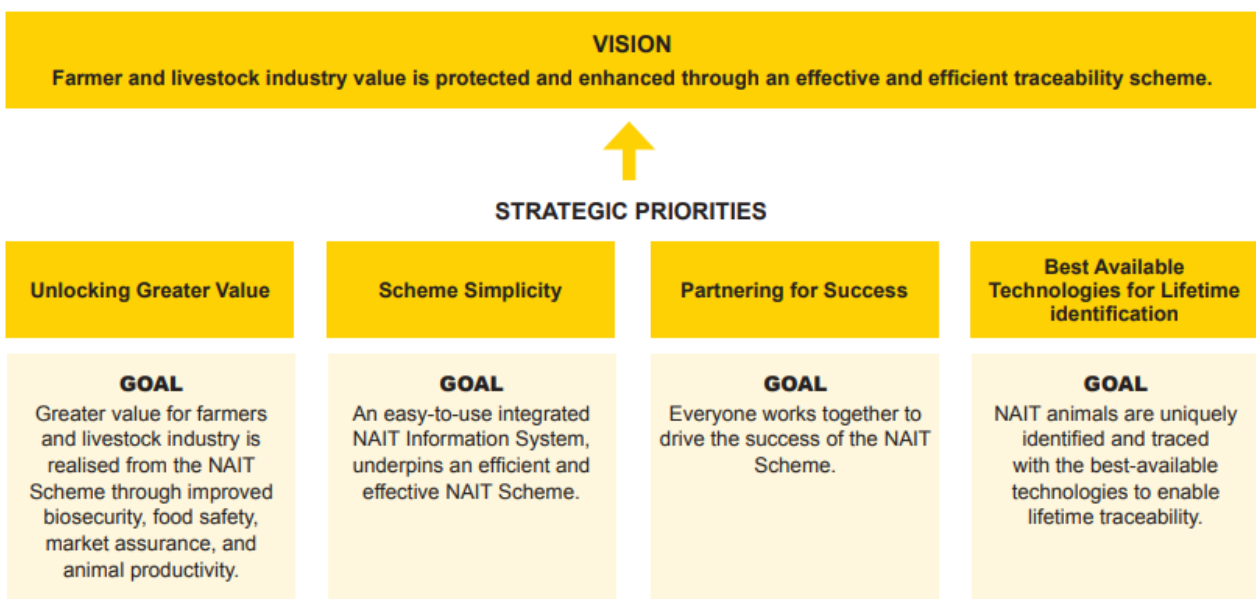 VISION
Farmer and livestock industry value is protected and enhanced through an effective and efficient traceability scheme.
STRATEGIC PRIORITIES
Unlocking Greater Value
GOAL
Greater value for farmers
and livestock industry is
realised from the NAIT
Scheme through improved
biosecurity, food safety,
market assurance, and
animal productivity.
Scheme Simplicity
GOAL
An easy-to-use integrated
NAIT Information System,
underpins an efficient and
effective NAIT Scheme.
Partnering for Success
GOAL
Everyone works together to
drive the success of the NAIT
Scheme.
Best Available
Technologies for Lifetime
identification
GOAL
NAIT animals are uniquely
identified and traced
with the best-available
technologies to enable
lifetime traceability.